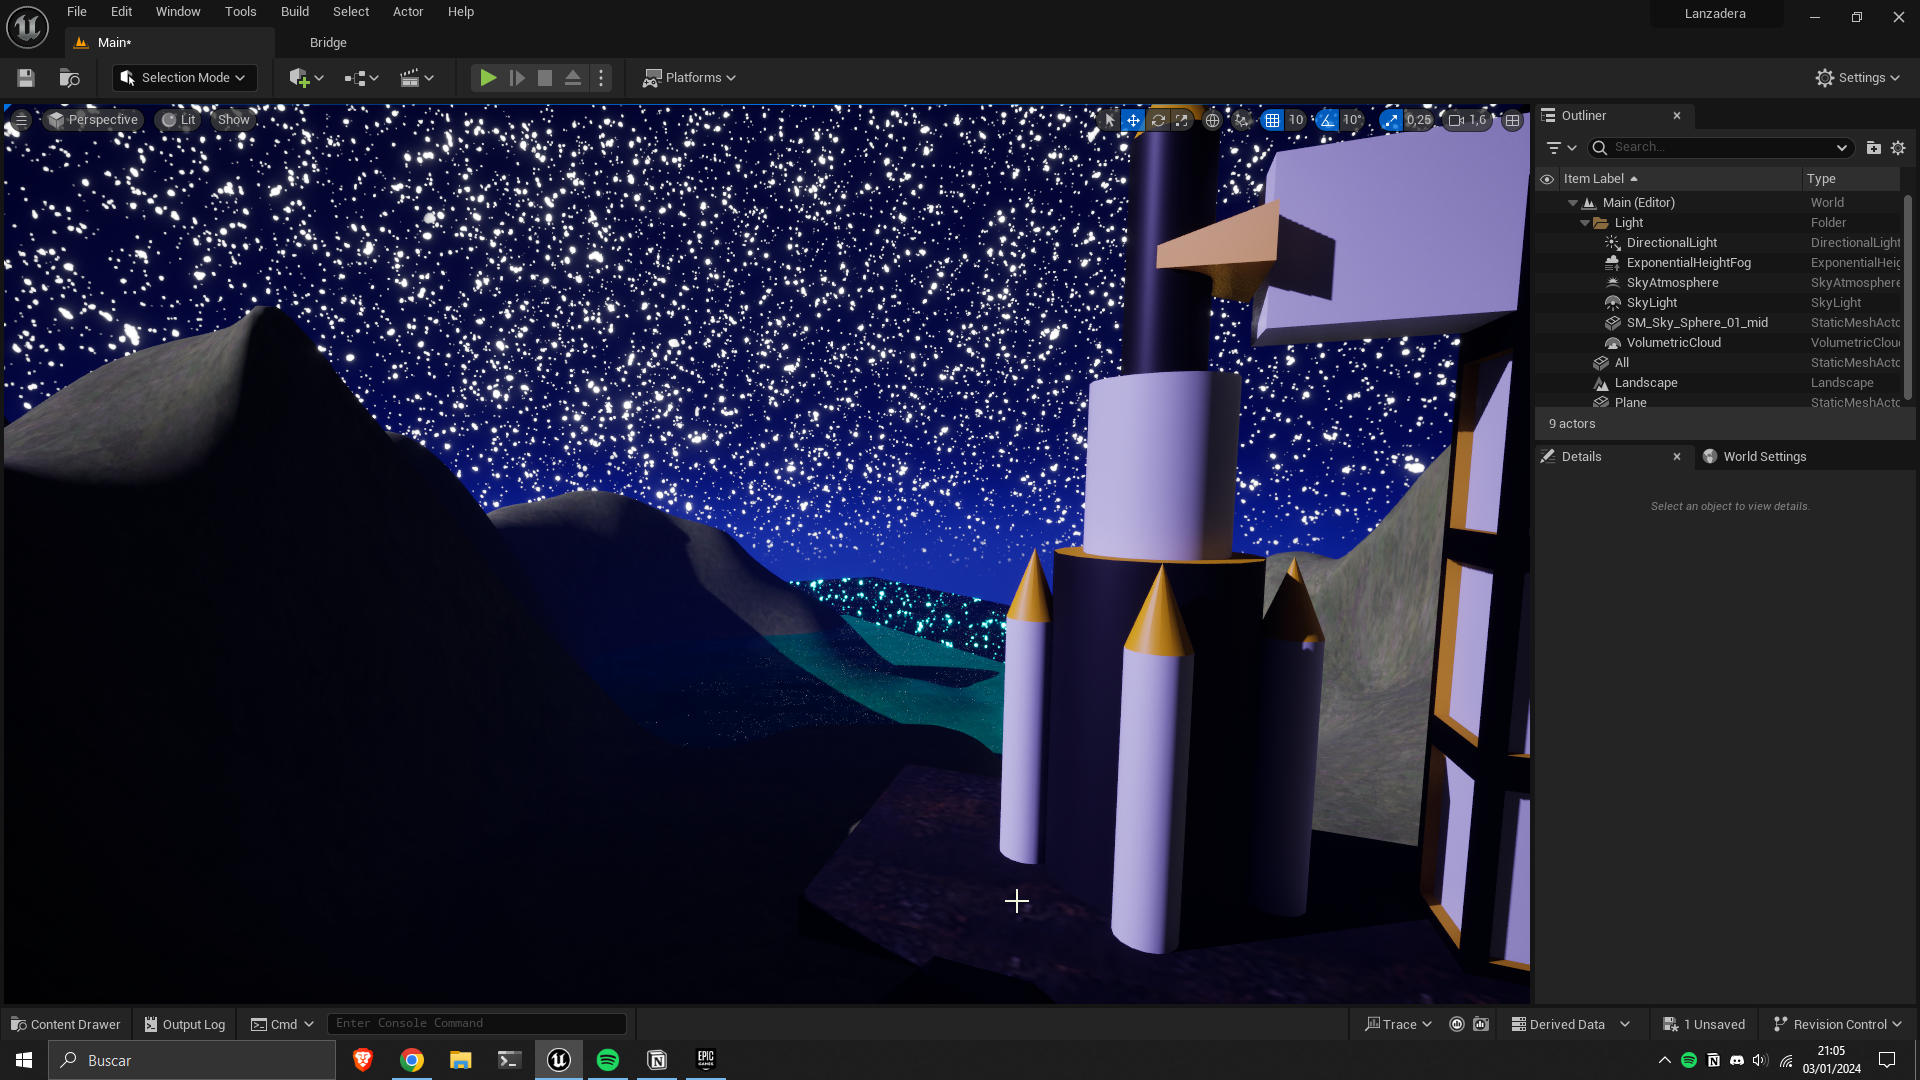 File Edit Window Tools Build Select Actor Help
Lanzadera
Main*
Bridge
Selection Mode
Platforms
Settings
Perspective
Lit
Show
10
10°
0,25
1,6
Outliner
Search...
Item Label
Type
Main (Editor) World
Light Folder
DirectionalLight DirectionalLight
ExponentialHeightFog ExponentialHeig
SkyAtmosphere SkyAtmosphere
SkyLight SkyLight
SM_Sky_Sphere_01_mid StaticMeshActo
VolumetricCloud VolumetricClou
All StaticMeshActo
Landscape Landscape
Plane StaticMeshActo
9 actors
Details
World Settings
Select an object to view details.
Content Drawer
Output Log
Cmd
Enter Console Command
Trace
Derived Data
1 Unsaved
Revision Control
Buscar
EPIC
GAMES
21:05
03/01/2024